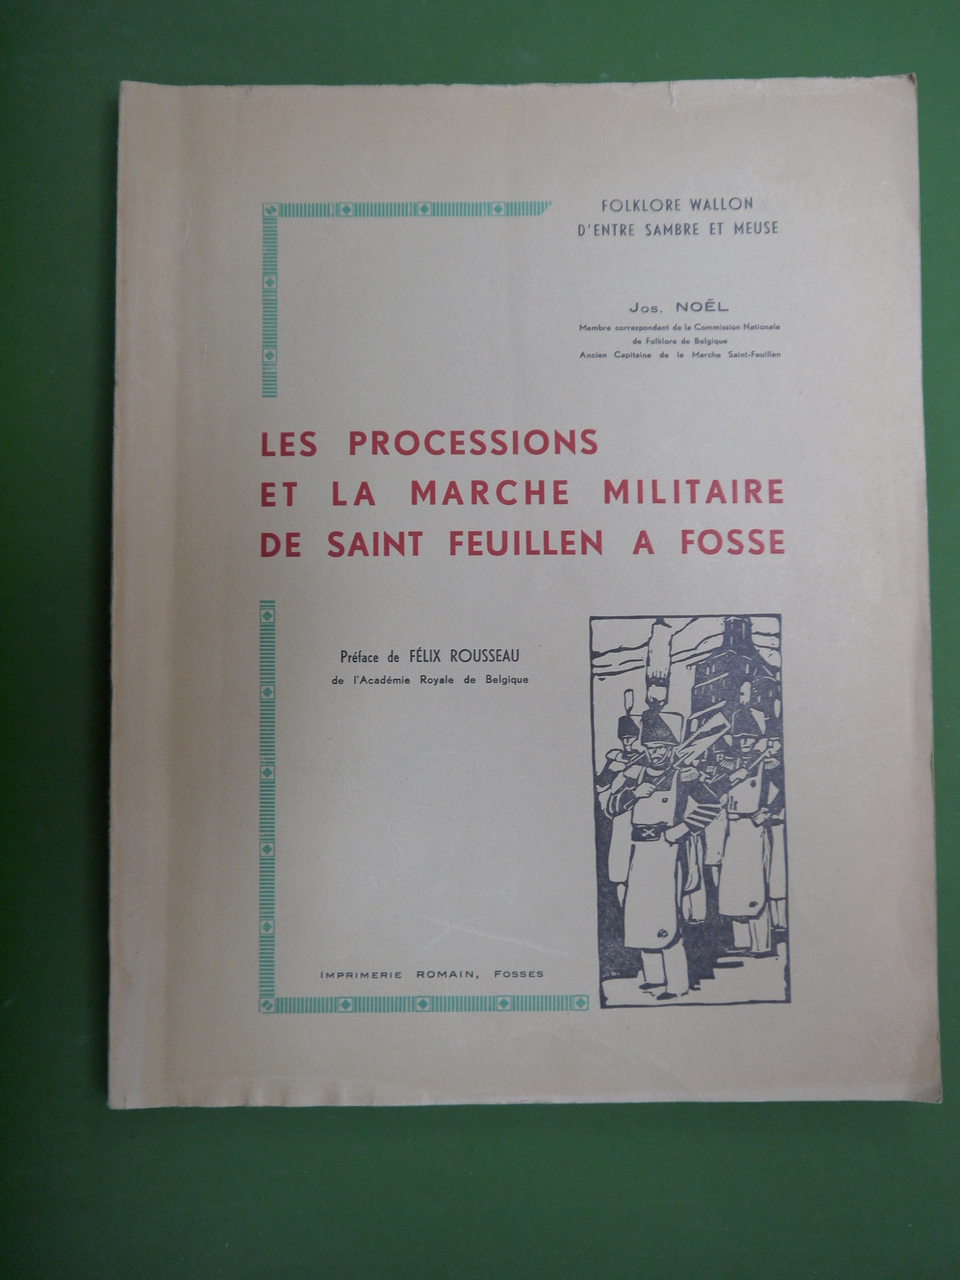 FOLKLORE WALLON
D'ENTRE SAMBRE ET MEUSE
Jos. NOËL
Membre correspondant de la Commission Nationale
de Folklore de Belgique
Ancien Capitaine de la Marche Saint-Feuillen
LES PROCESSIONS
ET LA MARCHE MILITAIRE
DE SAINT FEUILLEN A FOSSE
Préface de FÉLIX ROUSSEAU
de l'Académie Royale de Belgique
IMPRIMERIE ROMAIN, FOSSES